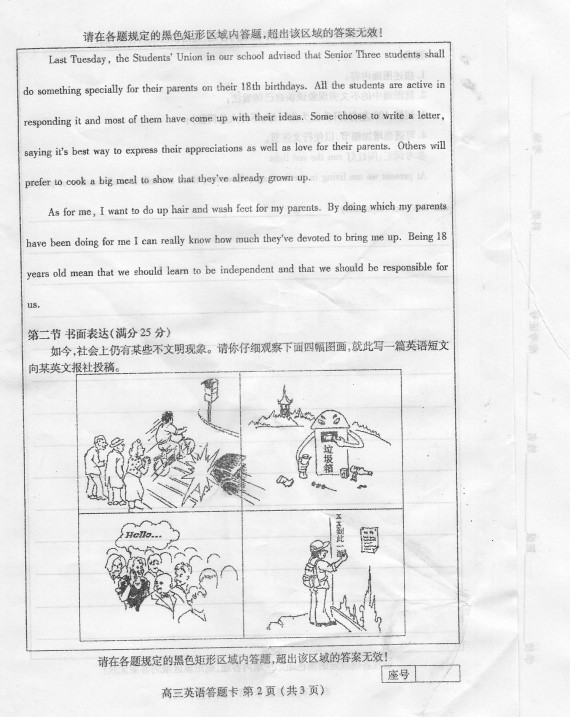 请在各题规定的黑色矩形区域内答题,超出该区域的答案无效!
Last Tuesday, the Students' Union in our school advised that Senior Three students shall
do something specially for their parents on their 18th birthdays. All the students are active in
responding it and most of them have come up with their ideas. Some choose to write a letter,
saying it's best way to express their appreciations as well as love for their parents. Others will
prefer to cook a big meal to show that they've already grown up.
As for me, I want to do up hair and wash feet for my parents. By doing which my parents
have been doing for me I can really know how much they've devoted to bring me up. Being 18
years old mean that we should learn to be independent and that we should be responsible for
us.
第二节 书面表达(满分25分)
如今,社会上仍有某些不文明现象。请你仔细观察下面四幅图画,就此写一篇英语短文
向某英文报社投稿。
垃圾箱
Hello...
××到此一游
请在各题规定的黑色矩形区域内答题,超出该区域的答案无效!
座号
高三英语答题卡 第2页(共3页)